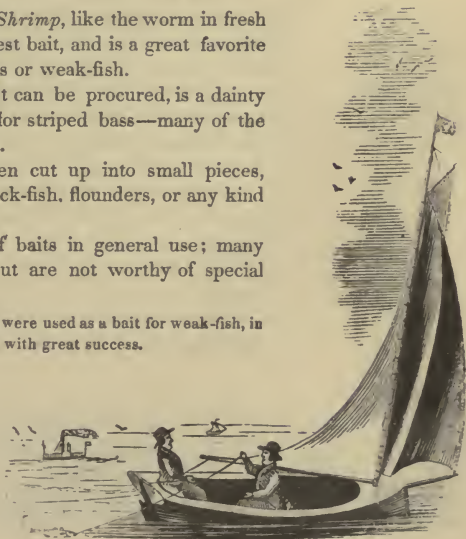 Shrimp, like the worm in fresh
est bait, and is a great favorite
s or weak-fish.
t can be procured, is a dainty
for striped bass—many of the
.
en cut up into small pieces,
ck-fish, flounders, or any kind
f baits in general use; many
ut are not worthy of special
were used as a bait for weak-fish, in
with great success.